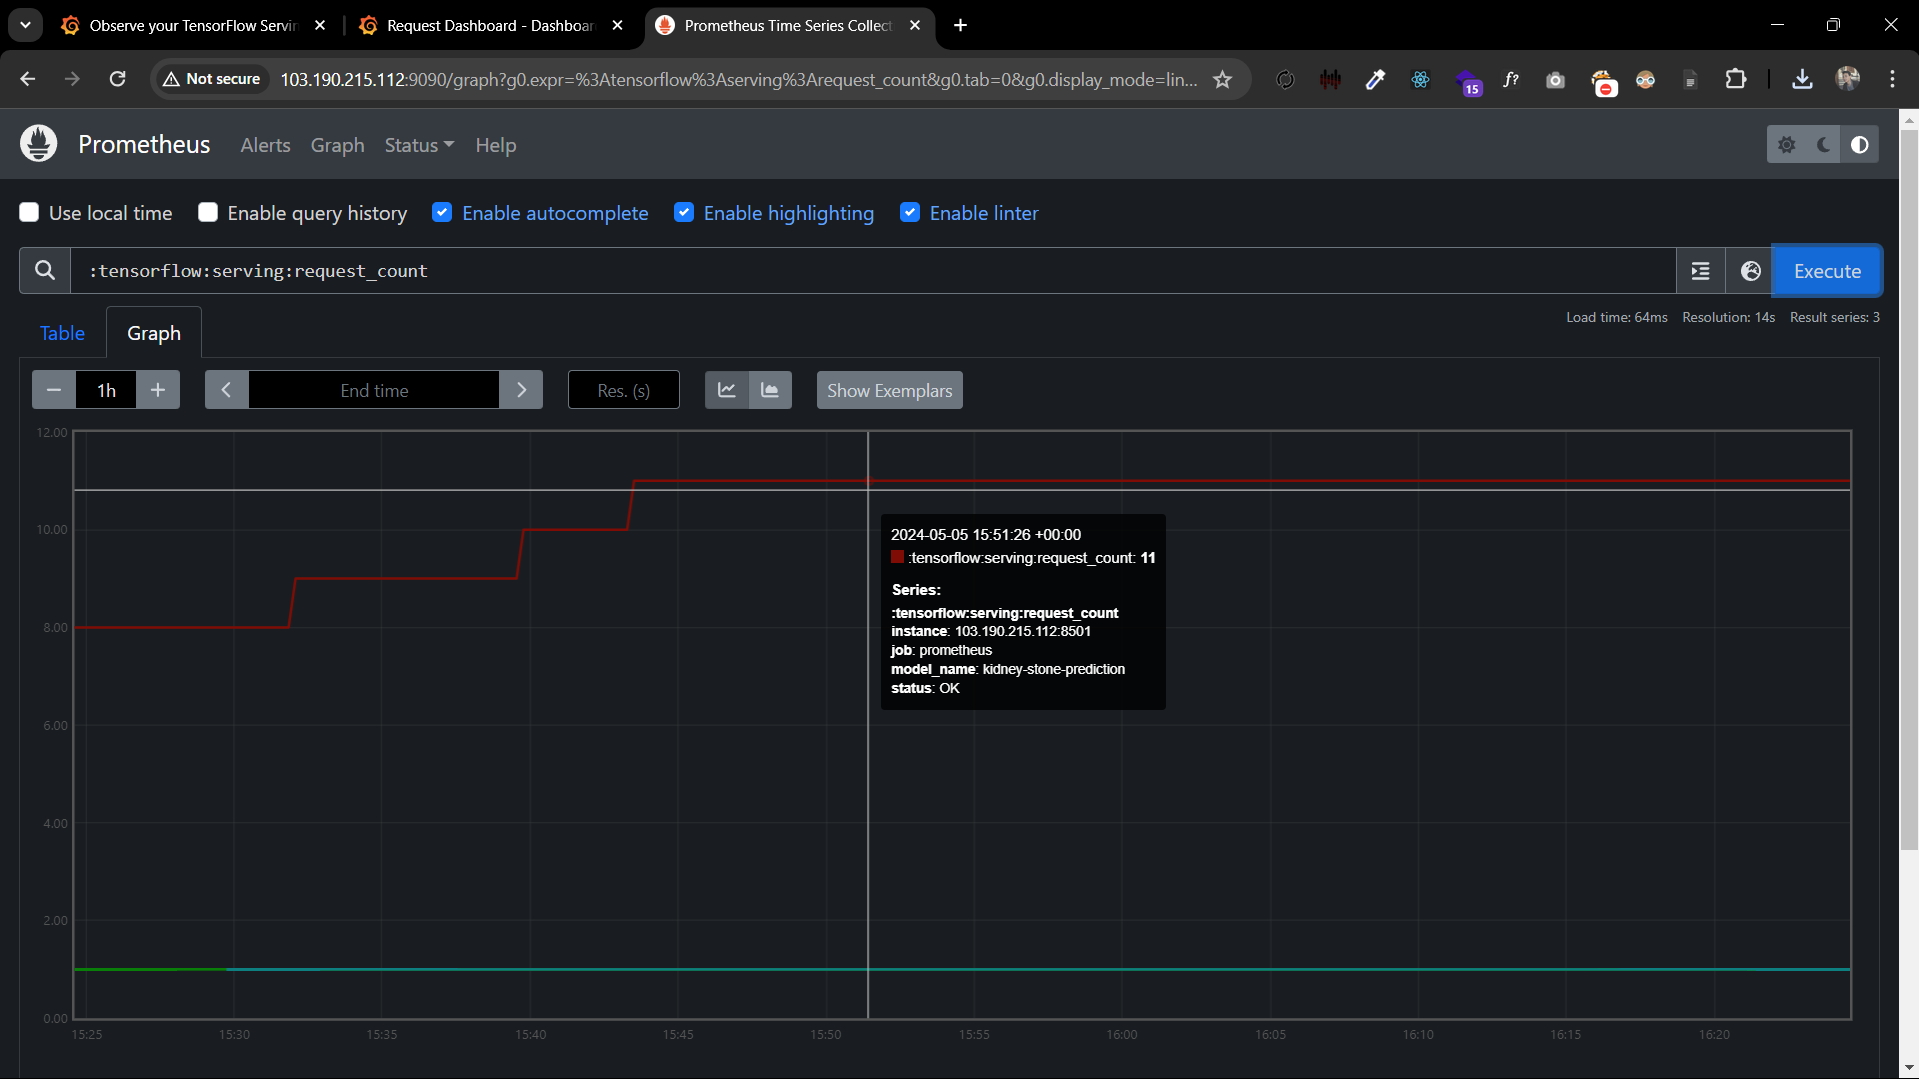 Observe your TensorFlow Servin
Request Dashboard - Dashboar
Prometheus Time Series Collect
Not secure
103.190.215.112:9090/graph?g0.expr=%3Atensorflow%3Aserving%3Arequest_count&g0.tab=0&g0.display_mode=lin...
15
f?
Prometheus
Alerts
Graph
Status
Help
Use local time
Enable query history
Enable autocomplete
Enable highlighting
Enable linter
:tensorflow:serving:request_count
Execute
Table
Graph
Load time: 64ms
Resolution: 14s
Result series: 3
1h
End time
Res. (s)
Show Exemplars
12.00
10.00
8.00
6.00
4.00
2.00
0.00
2024-05-05 15:51:26 +00:00
:tensorflow:serving:request_count: 11
Series:
:tensorflow:serving:request_count
instance: 103.190.215.112:8501
job: prometheus
model_name: kidney-stone-prediction
status: OK
15:25
15:30
15:35
15:40
15:45
15:50
15:55
16:00
16:05
16:10
16:15
16:20